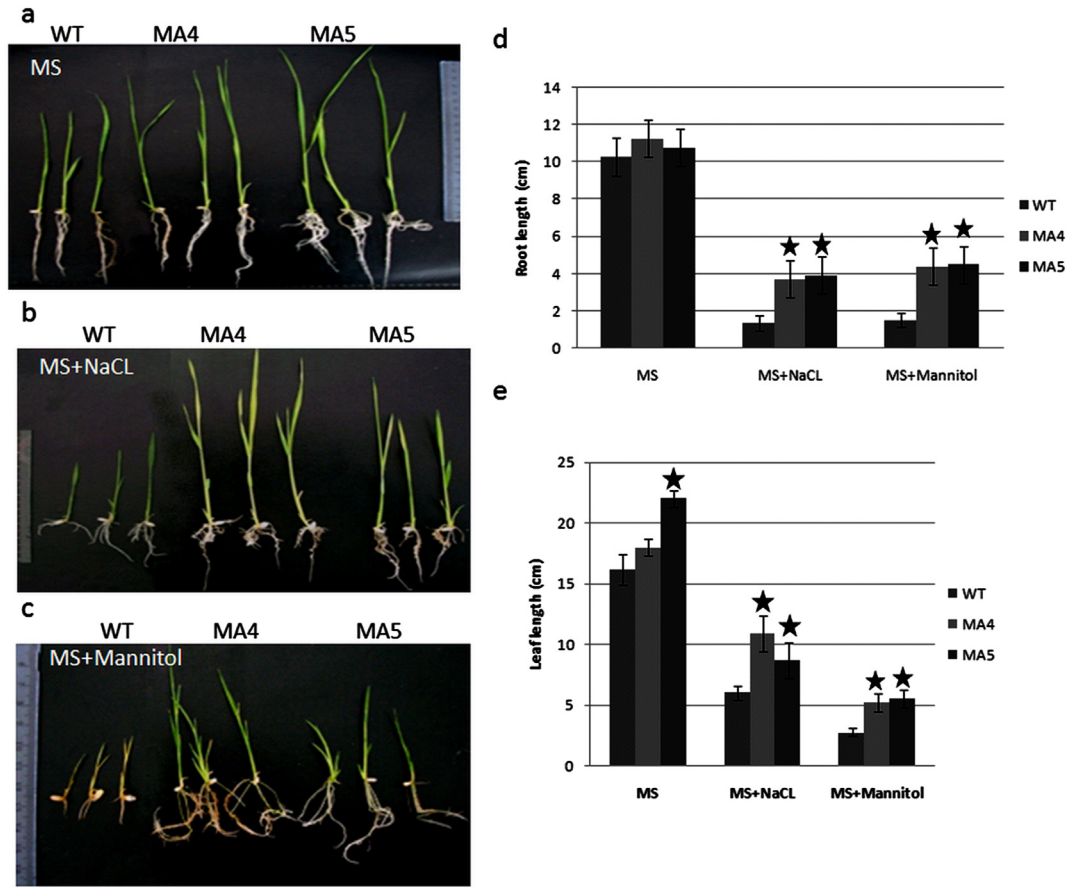 a
WT MA4 MA5
MS
b
WT MA4 MA5
MS+NaCL
c
WT MA4 MA5
MS+Mannitol
d
Root length (cm)
14
12
10
8
6
4
2
0
MS MS+NaCL MS+Mannitol
WT
MA4
MA5
e
Leaf length (cm)
25
20
15
10
5
0
MS MS+NaCL MS+Mannitol
WT
MA4
MA5